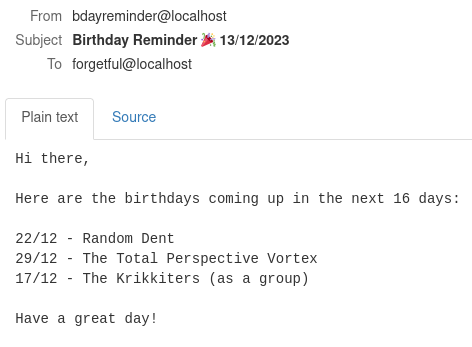 From bdayreminder@localhost
Subject Birthday Reminder 🎉 13/12/2023
To forgetful@localhost
Plain text Source
Hi there,
Here are the birthdays coming up in the next 16 days:
22/12 - Random Dent
29/12 - The Total Perspective Vortex
17/12 - The Krikkiters (as a group)
Have a great day!